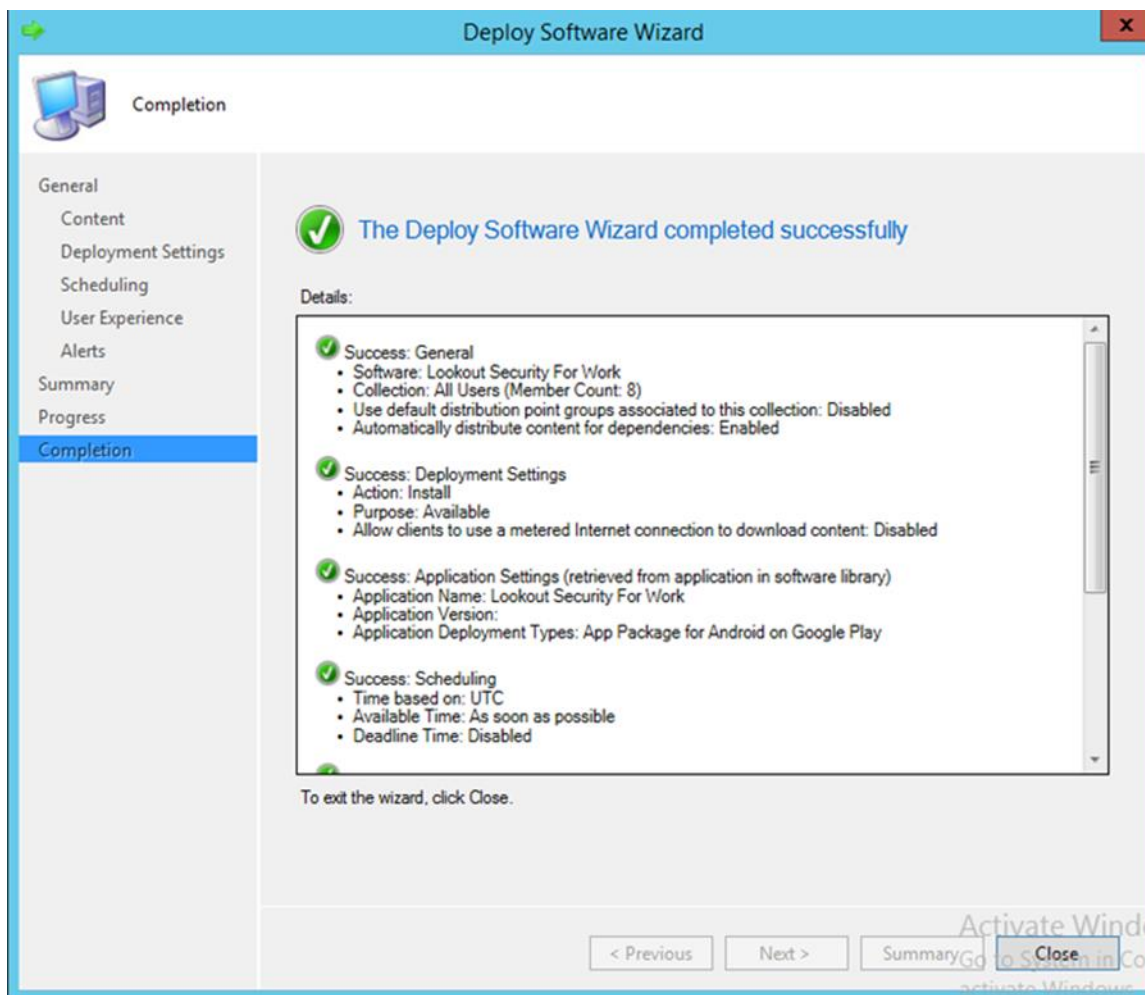 Deploy Software Wizard
x
Completion
General
Content
Deployment Settings
Scheduling
User Experience
Alerts
Summary
Progress
Completion
The Deploy Software Wizard completed successfully
Details:
Success: General
• Software: Lookout Security For Work
• Collection: All Users (Member Count: 8)
• Use default distribution point groups associated to this collection: Disabled
• Automatically distribute content for dependencies: Enabled
Success: Deployment Settings
• Action: Install
• Purpose: Available
• Allow clients to use a metered Internet connection to download content: Disabled
Success: Application Settings (retrieved from application in software library)
• Application Name: Lookout Security For Work
• Application Version:
• Application Deployment Types: App Package for Android on Google Play
Success: Scheduling
• Time based on: UTC
• Available Time: As soon as possible
• Deadline Time: Disabled
To exit the wizard, click Close.
Activate Wind
< Previous Next > Summary Close
Go to System in Co
activate Windows